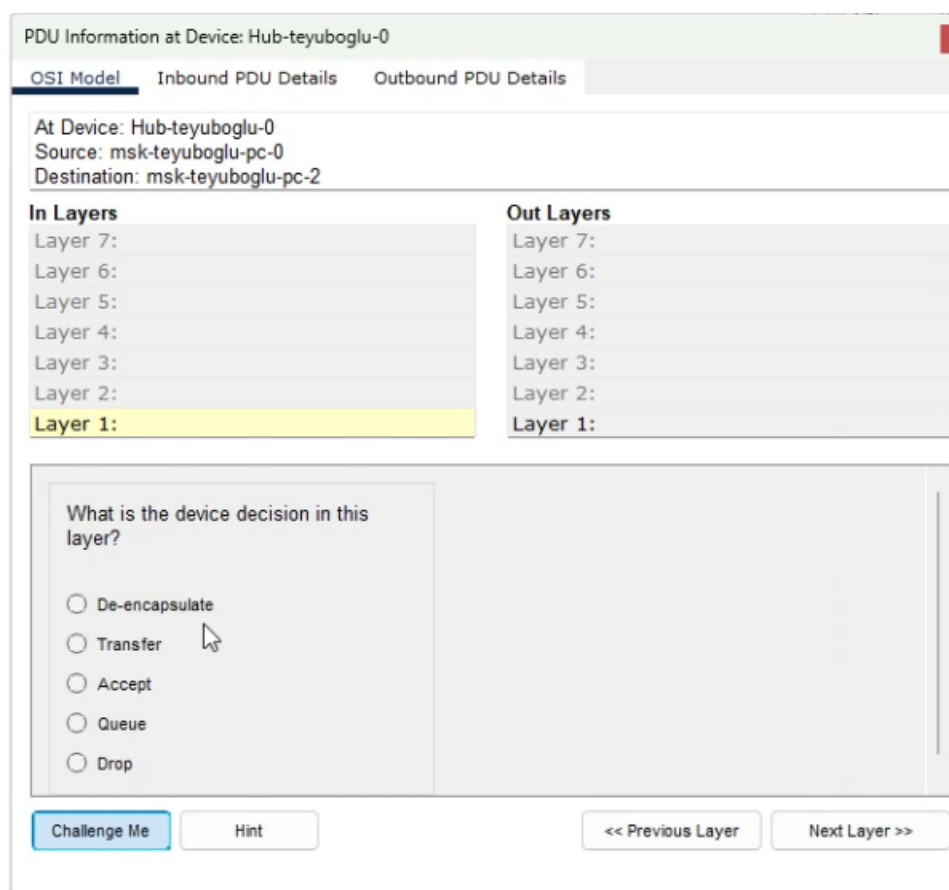 PDU Information at Device: Hub-teyuboglu-0
OSI Model Inbound PDU Details Outbound PDU Details
At Device: Hub-teyuboglu-0
Source: msk-teyuboglu-pc-0
Destination: msk-teyuboglu-pc-2
In Layers Out Layers
Layer 7: Layer 7:
Layer 6: Layer 6:
Layer 5: Layer 5:
Layer 4: Layer 4:
Layer 3: Layer 3:
Layer 2: Layer 2:
Layer 1: Layer 1:
What is the device decision in this
layer?
De-encapsulate
Transfer
Accept
Queue
Drop
Challenge Me Hint << Previous Layer Next Layer >>